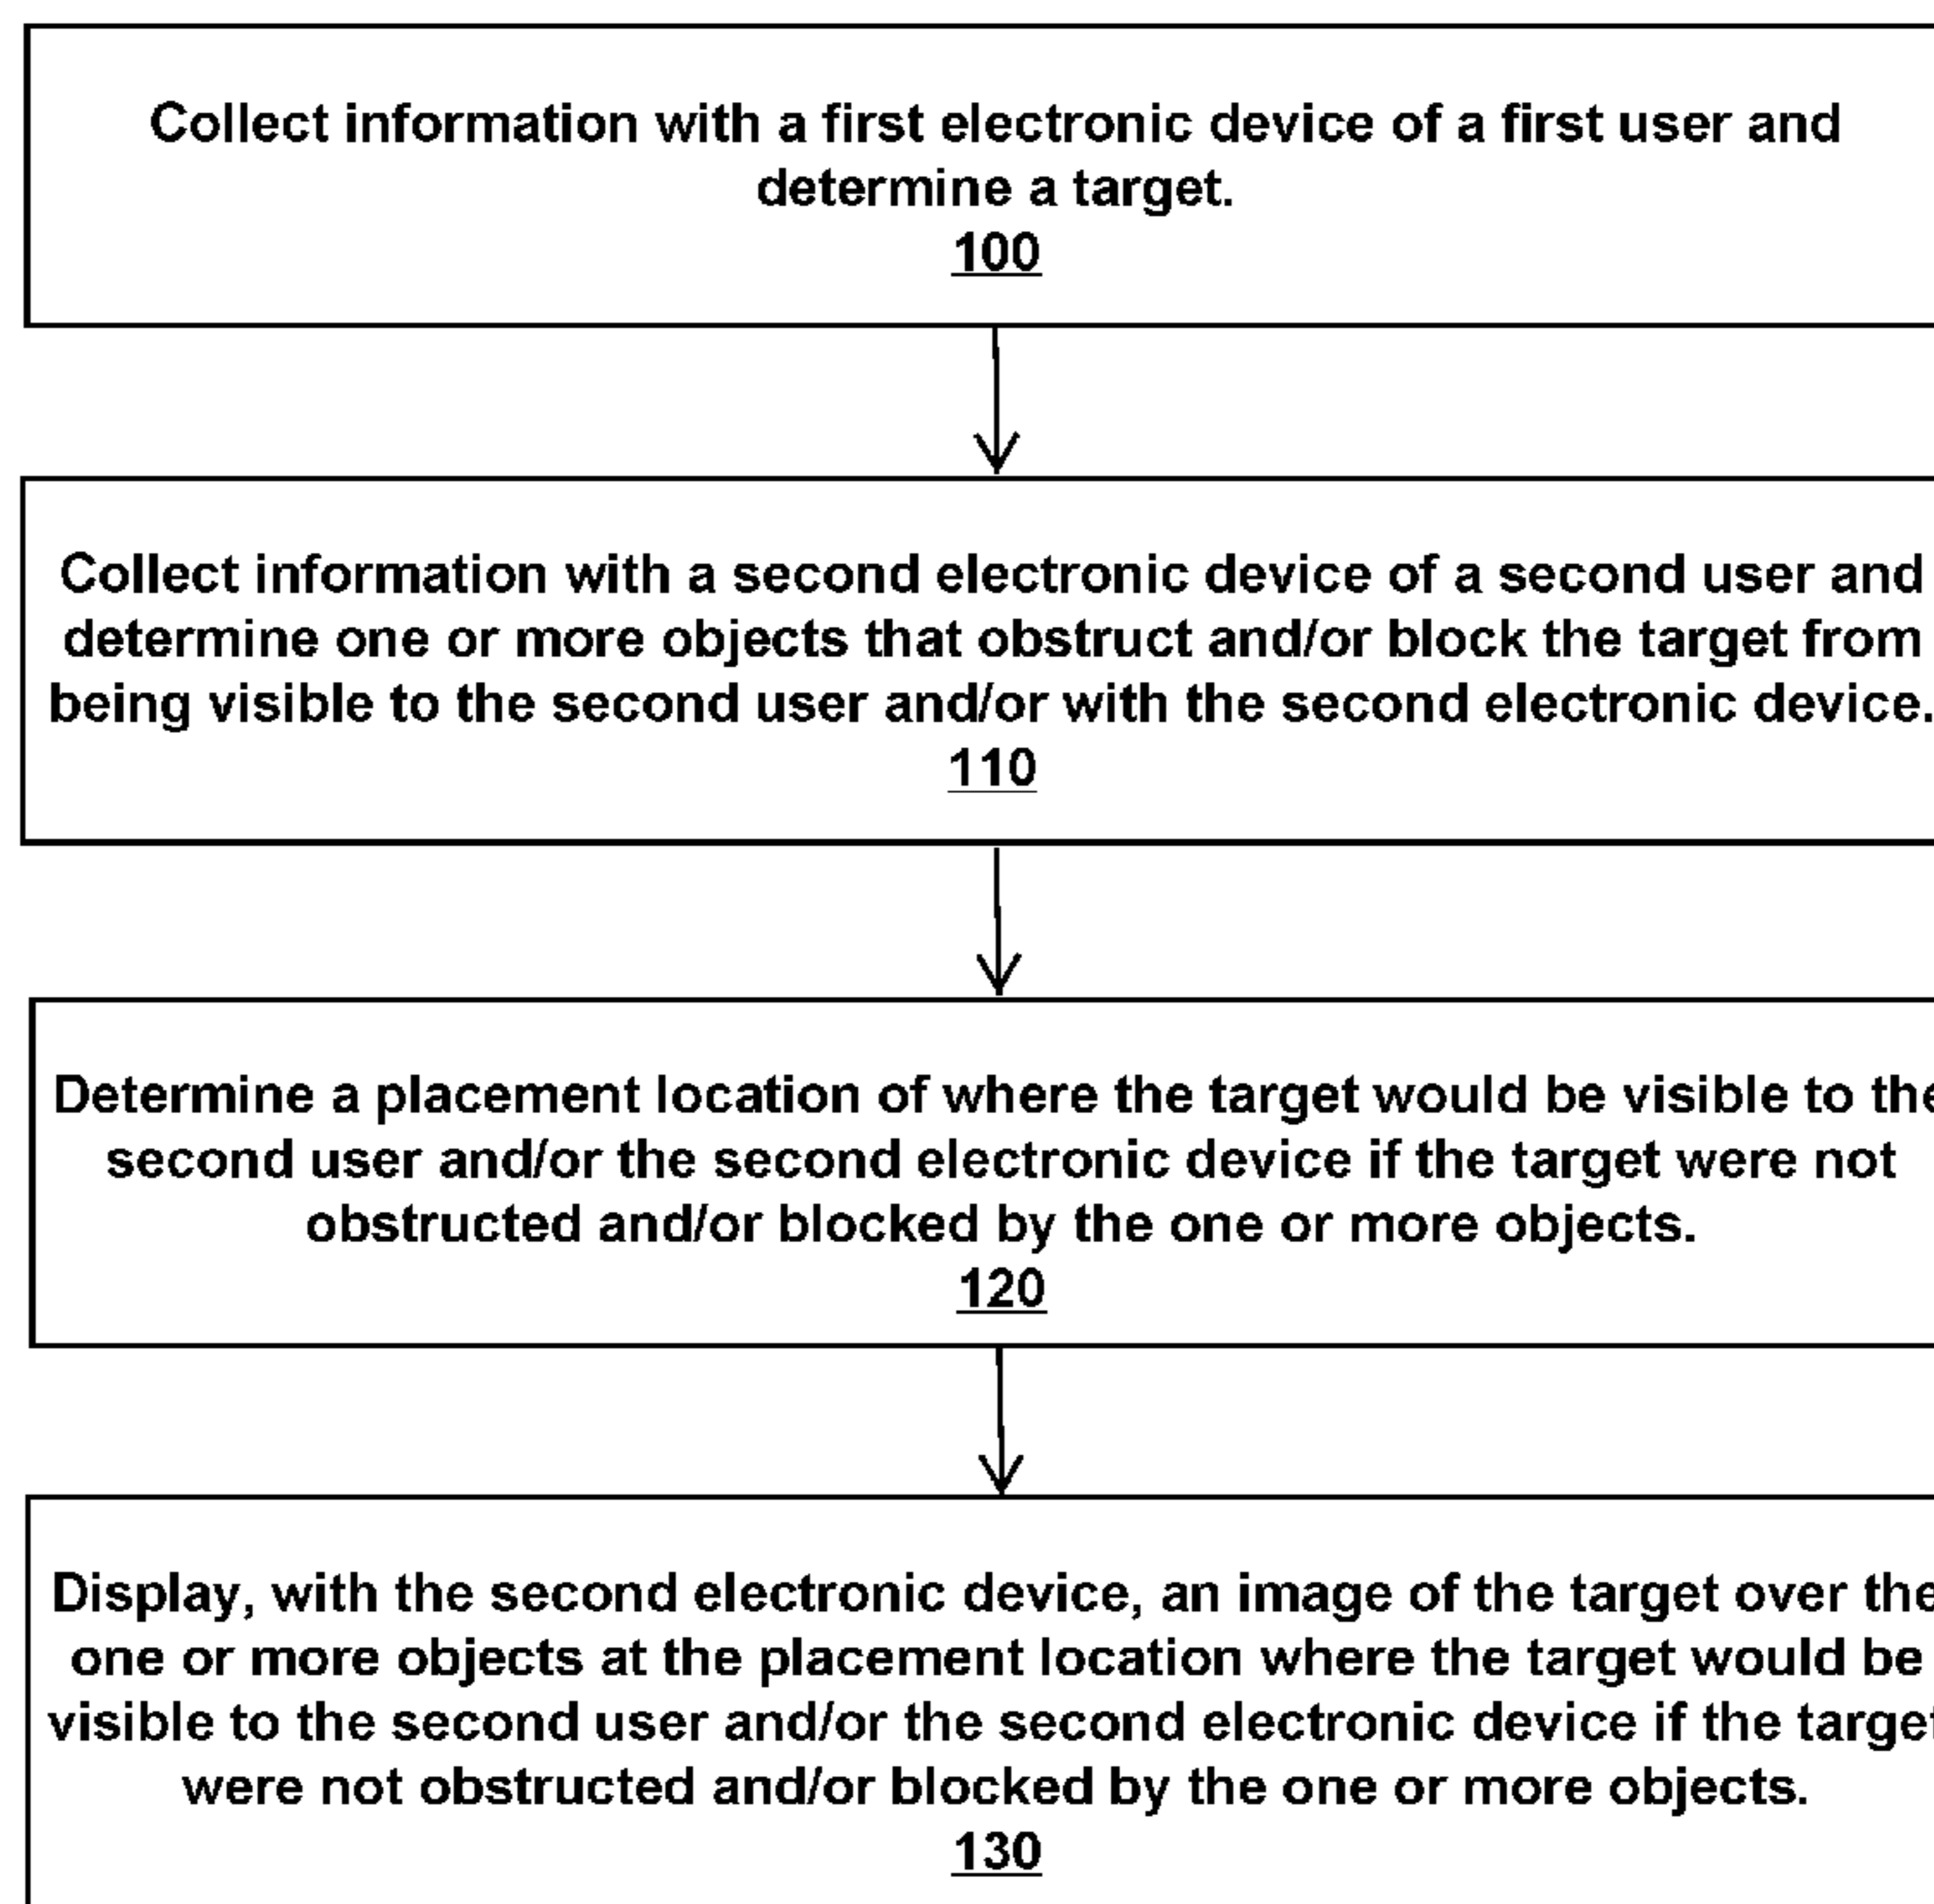 Collect information with a first electronic device of a first user and
determine a target.
100
Collect information with a second electronic device of a second user and
determine one or more objects that obstruct and/or block the target from
being visible to the second user and/or with the second electronic device.
110
Determine a placement location of where the target would be visible to the
second user and/or the second electronic device if the target were not
obstructed and/or blocked by the one or more objects.
120
Display, with the second electronic device, an image of the target over the
one or more objects at the placement location where the target would be
visible to the second user and/or the second electronic device if the target
were not obstructed and/or blocked by the one or more objects.
130